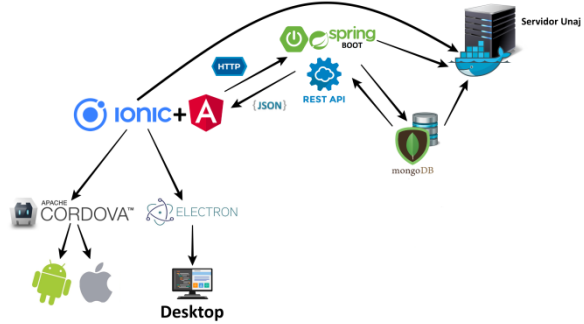 Servidor Unaj
spring
BOOT
HTTP
{JSON}
REST API
IONIC
+
A
mongoDB
APACHE
CORDOVA™
ELECTRON
Desktop